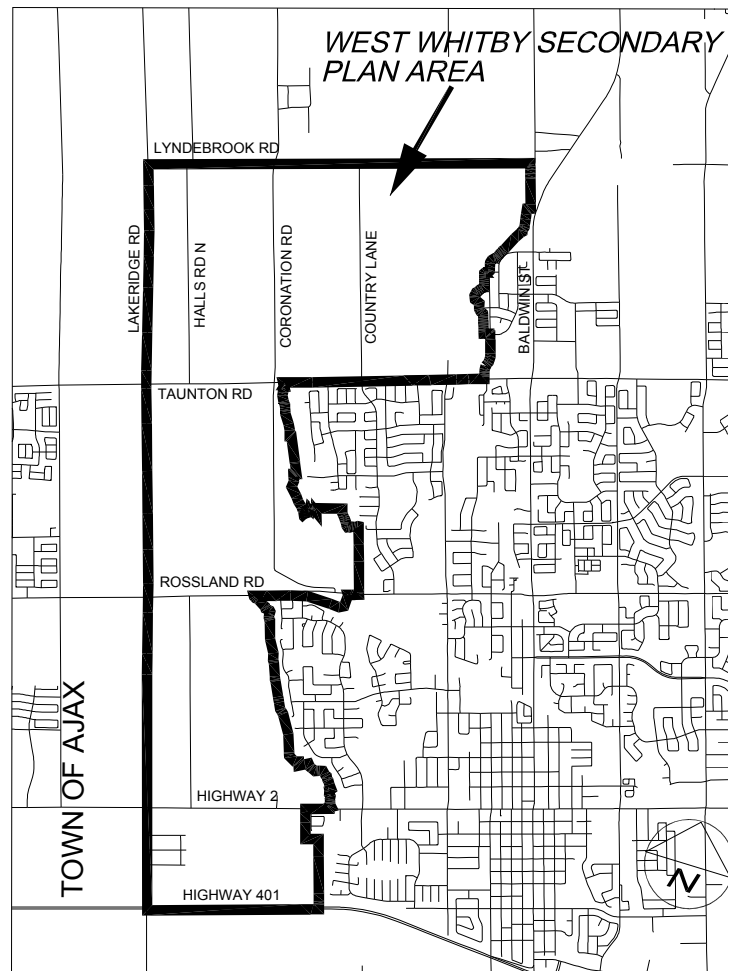 WEST WHITBY SECONDARY
PLAN AREA
LYNDEBROOK RD
LAKERIDGE RD
HALLS RD N
CORONATION RD
COUNTRY LANE
BALDWIN ST
TAUNTON RD
ROSSLAND RD
TOWN OF AJAX
HIGHWAY 2
HIGHWAY 401
N